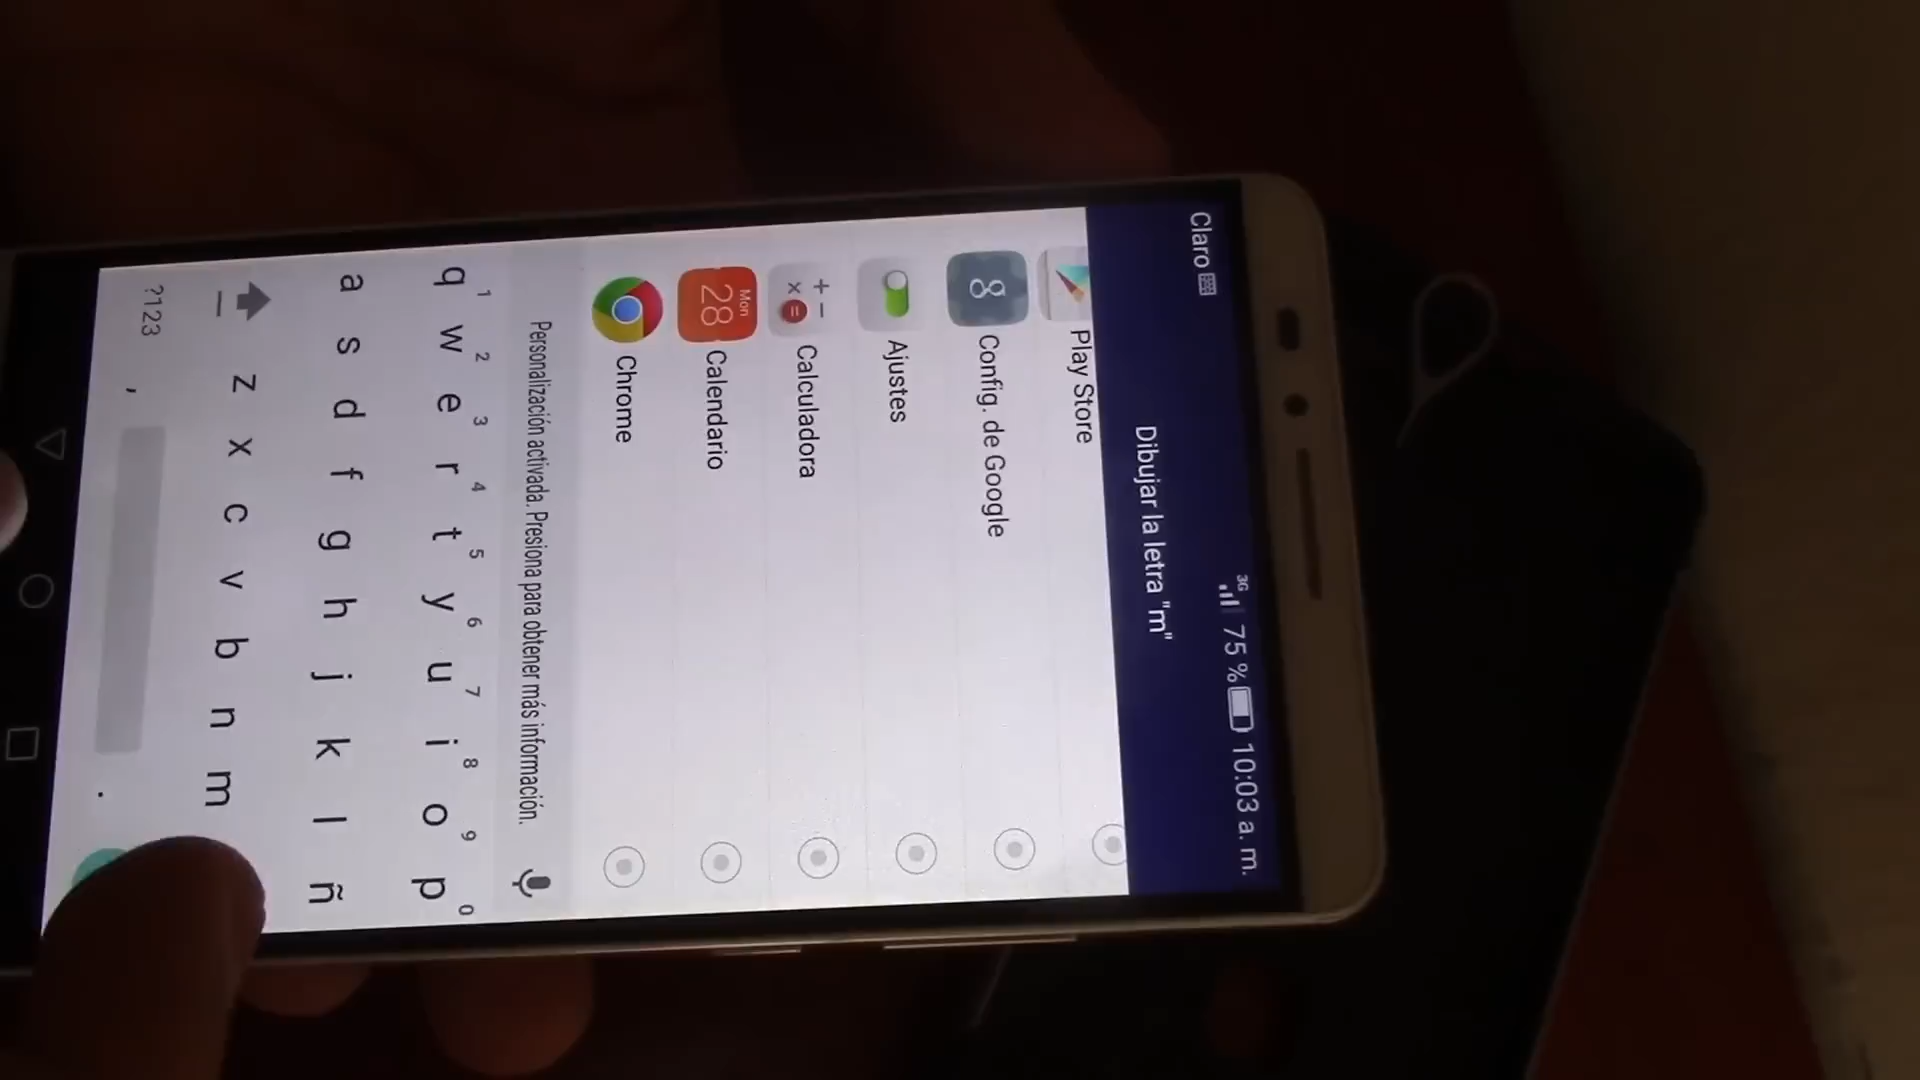 Claro 3G 75 % 10:03 a. m.
Dibujar la letra "m"
Play Store
8 Config. de Google
Ajustes
+ - x = Calculadora
Mon 28 Calendario
Chrome
Personalización activada. Presiona para obtener más información.
1 2 3 4 5 6 7 8 9 0
q w e r t y u i o p
a s d f g h j k l ñ
z x c v b n m
?123 , .